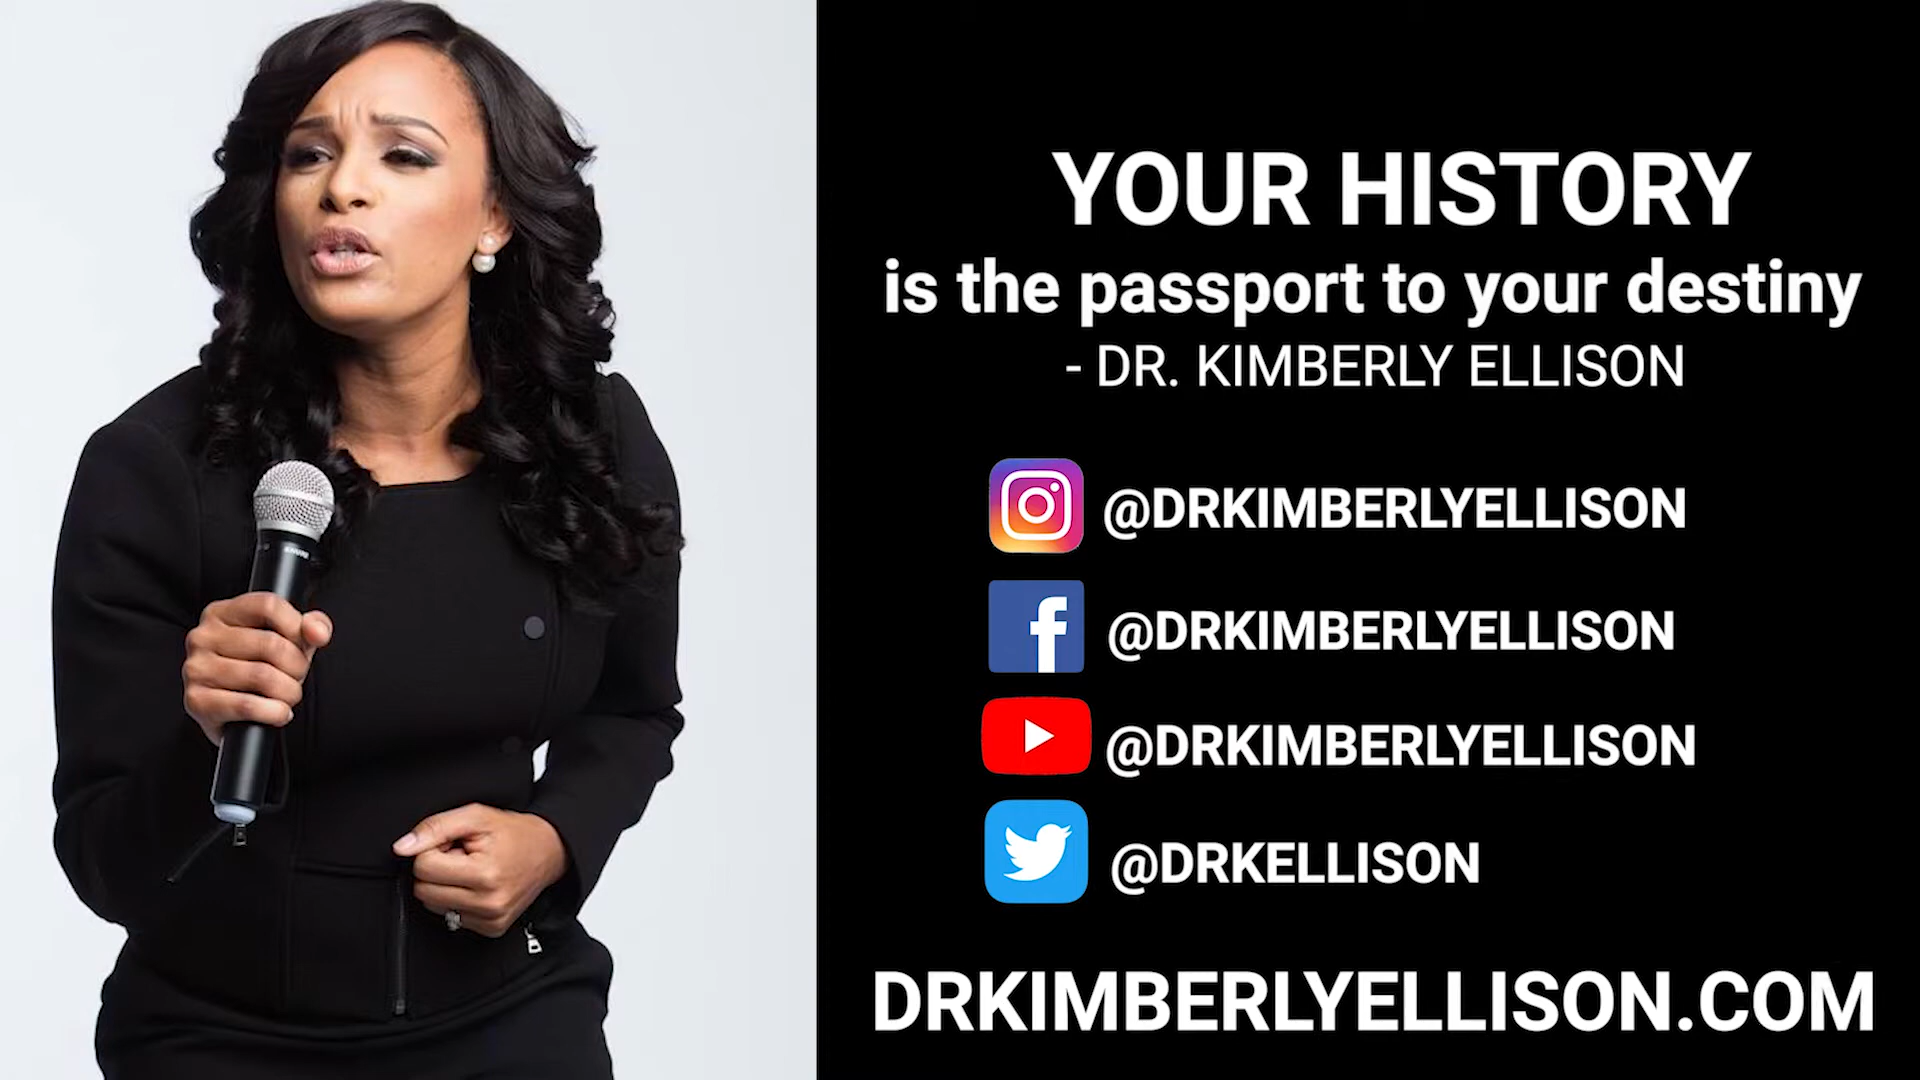 YOUR HISTORY
is the passport to your destiny
- DR. KIMBERLY ELLISON
@DRKIMBERLYELLISON
@DRKIMBERLYELLISON
@DRKIMBERLYELLISON
@DRKELLISON
DRKIMBERLYELLISON.COM